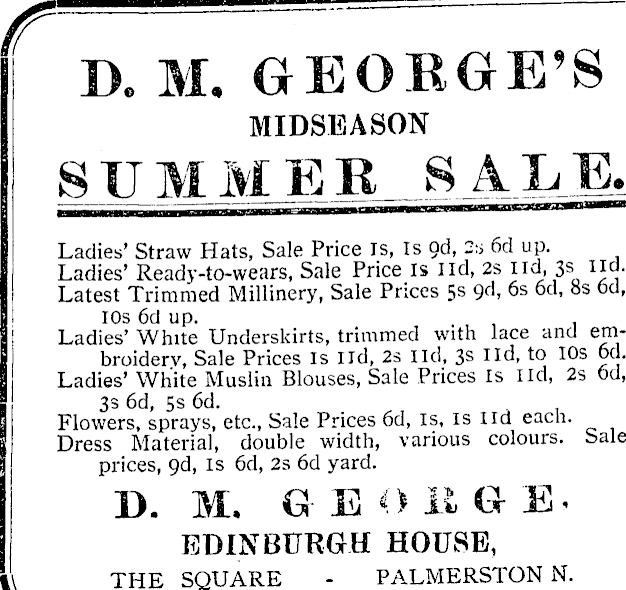 D. M. GEORGE'S
MIDSEASON
SUMMER SALE.
Ladies' Straw Hats, Sale Price 1s, 1s 9d, 2s 6d up.
Ladies' Ready-to-wears, Sale Price 1s 11d, 2s 11d, 3s 11d.
Latest Trimmed Millinery, Sale Prices 5s 9d, 6s 6d, 8s 6d,
10s 6d up.
Ladies' White Underskirts, trimmed with lace and em-
broidery, Sale Prices 1s 11d, 2s 11d, 3s 11d, to 10s 6d.
Ladies' White Muslin Blouses, Sale Prices 1s 11d, 2s 6d,
3s 6d, 5s 6d.
Flowers, sprays, etc., Sale Prices 6d, 1s, 1s 11d each.
Dress Material, double width, various colours. Sale
prices, 9d, 1s 6d, 2s 6d yard.
D. M. GEORGE.
EDINBURGH HOUSE,
THE SQUARE - PALMERSTON N.